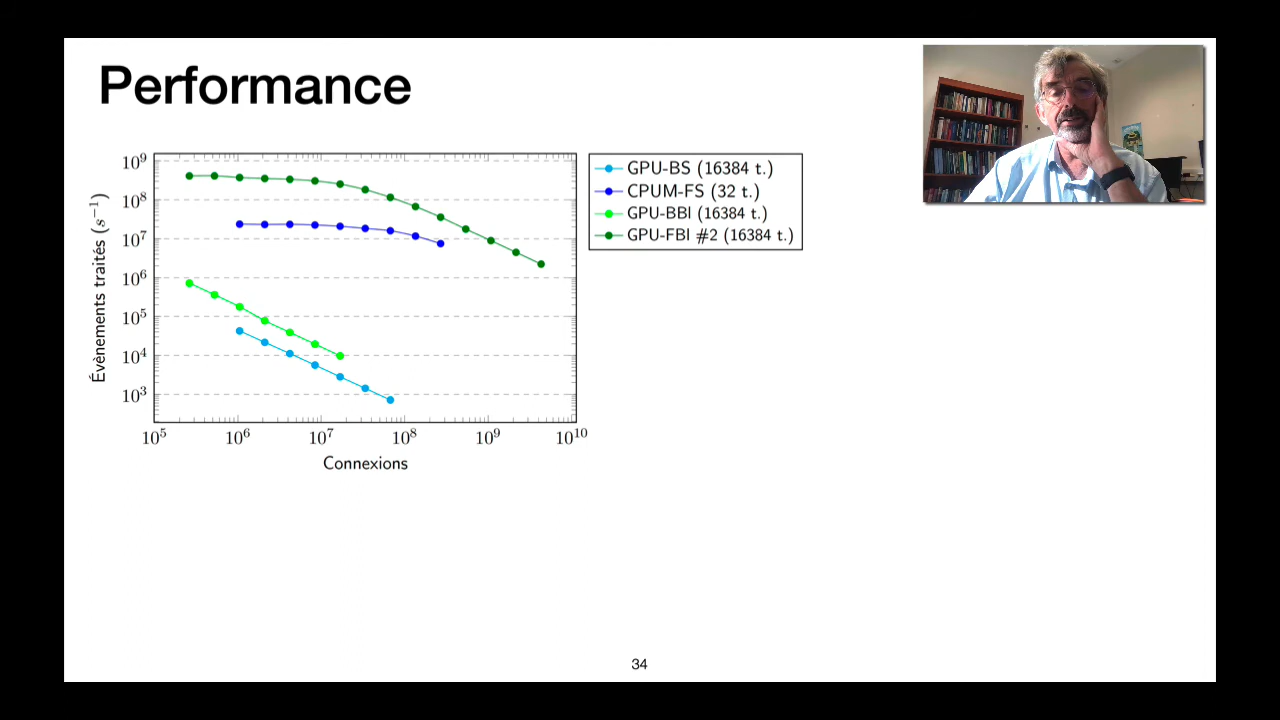 Performance
GPU-BS (16384 t.)
CPUM-FS (32 t.)
GPU-BBI (16384 t.)
GPU-FBI #2 (16384 t.)
Évènements traités (s⁻¹)
10⁹
10⁸
10⁷
10⁶
10⁵
10⁴
10³
10⁵ 10⁶ 10⁷ 10⁸ 10⁹ 10¹⁰
Connexions
34